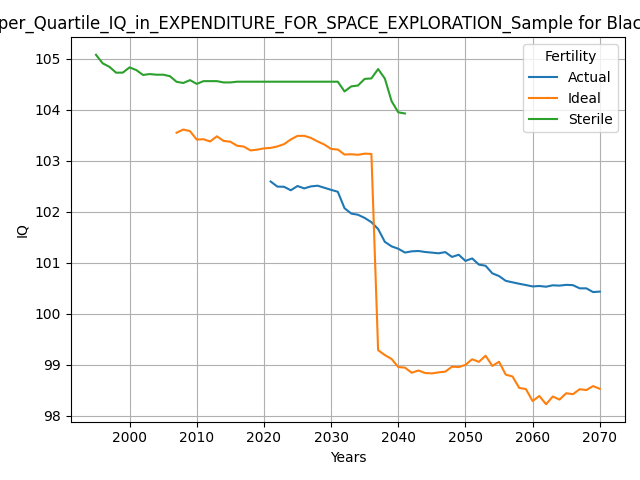 per_Quartile_IQ_in_EXPENDITURE_FOR_SPACE_EXPLORATION_Sample for Blac
Fertility
Actual
Ideal
Sterile
105
104
103
102
101
100
99
98
IQ
2000 2010 2020 2030 2040 2050 2060 2070
Years